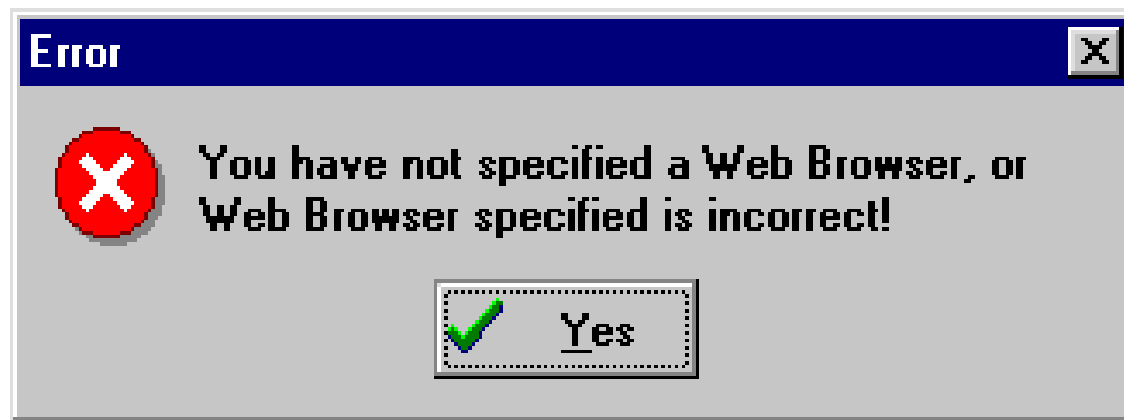 Error
You have not specified a Web Browser, or
Web Browser specified is incorrect!
Yes